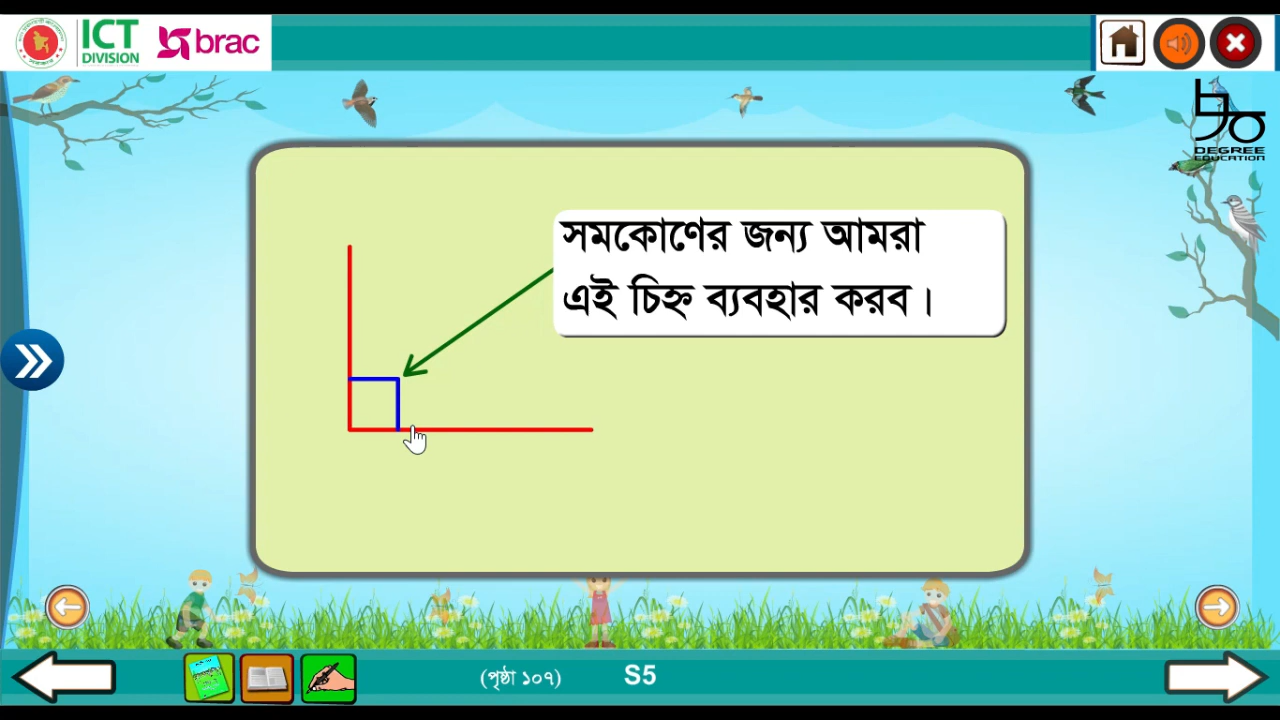 ICT
DIVISION
brac
DEGREE
EDUCATION
সমকোণের জন্য আমরা
এই চিহ্ন ব্যবহার করব।
(পৃষ্ঠা ১০৭)
S5